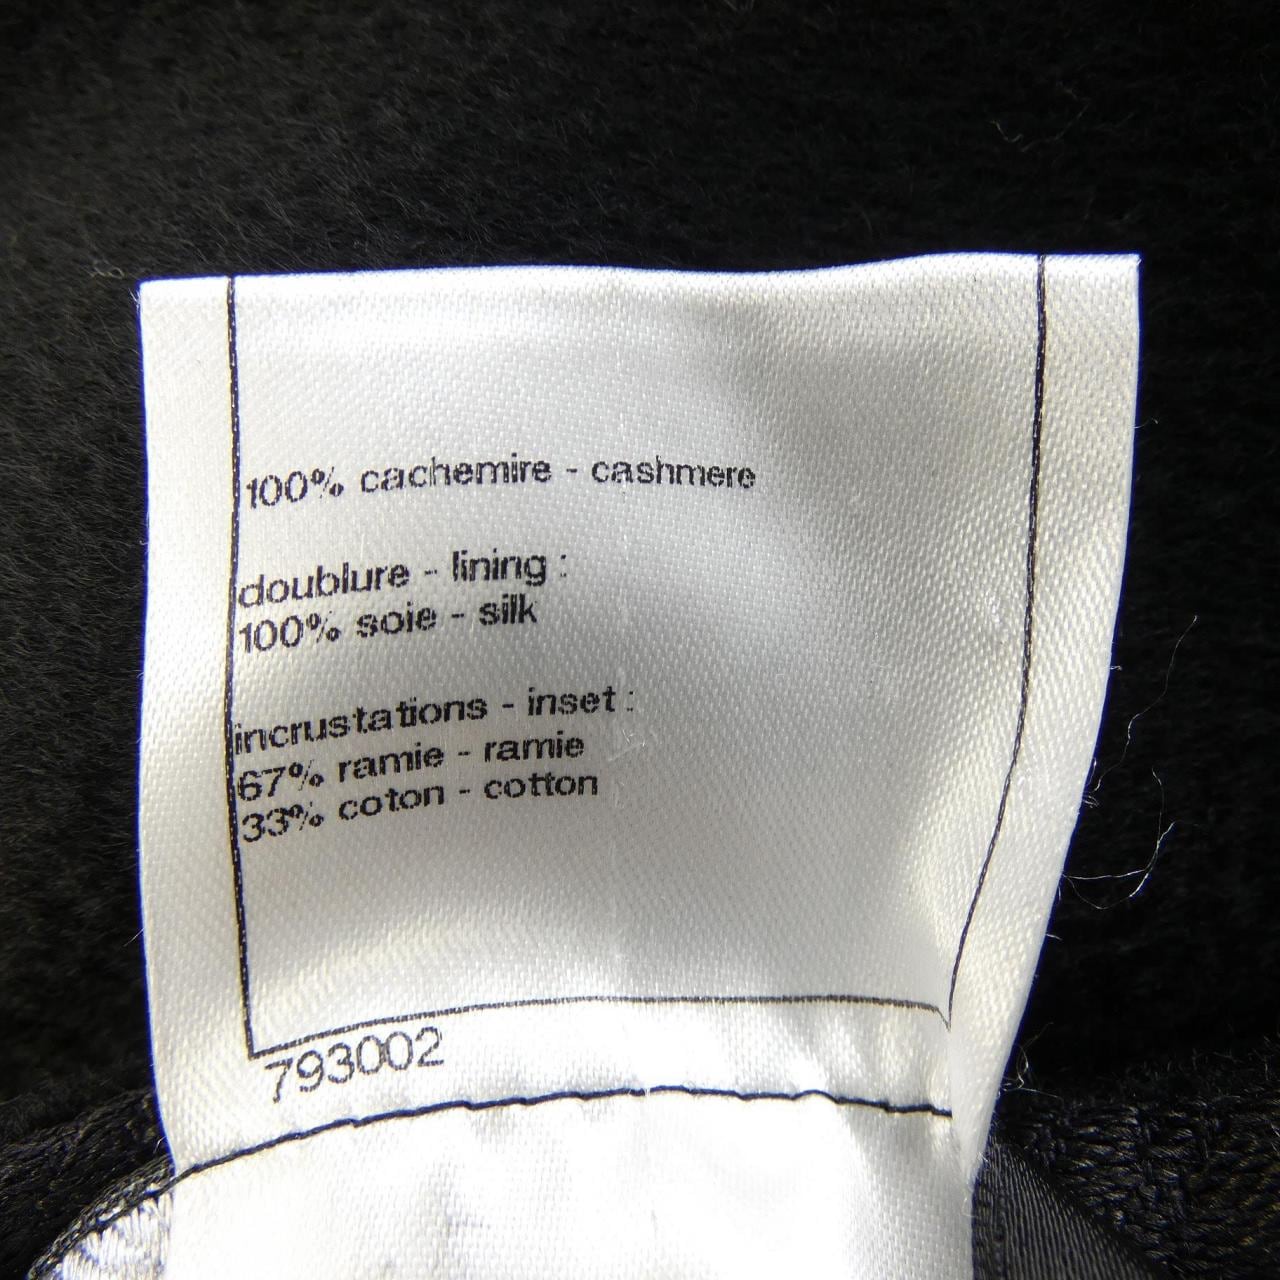 100% cachemire - cashmere
doublure - lining :
100% soie - silk
incrustations - inset :
67% ramie - ramie
33% coton - cotton
793002